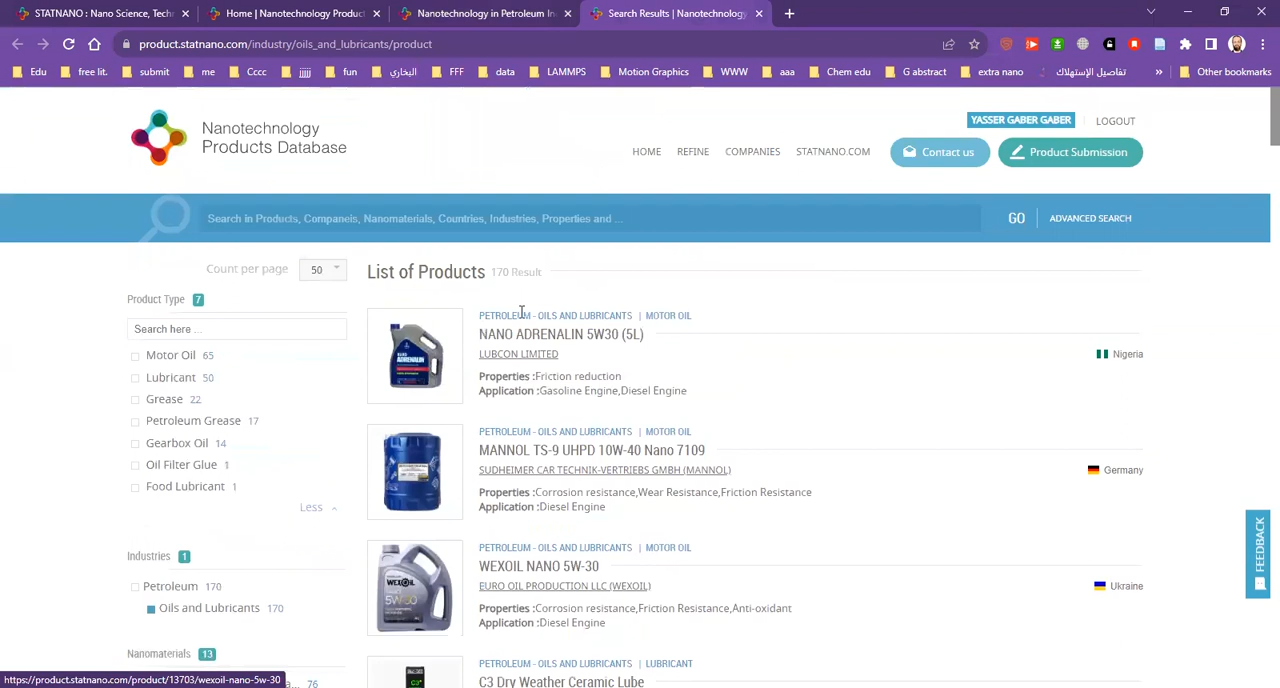 STATNANO : Nano Science, Techn
Home | Nanotechnology Product
Nanotechnology in Petroleum In
Search Results | Nanotechnology
product.statnano.com/industry/oils_and_lubricants/product
Edu
free lit.
submit
me
Cccc
jjjjj
fun
البخاري
FFF
data
LAMMPS
Motion Graphics
WWW
aaa
Chem edu
G abstract
extra nano
تفاصيل الإستهلاك
»
Other bookmarks
Nanotechnology
Products Database
YASSER GABER GABER
LOGOUT
HOME
REFINE
COMPANIES
STATNANO.COM
Contact us
Product Submission
Search in Products, Companeis, Nanomaterials, Countries, Industries, Properties and ...
GO
ADVANCED SEARCH
Count per page
50
Product Type 7
Search here ...
Motor Oil 65
Lubricant 50
Grease 22
Petroleum Grease 17
Gearbox Oil 14
Oil Filter Glue 1
Food Lubricant 1
Less
Industries 1
Petroleum 170
Oils and Lubricants 170
Nanomaterials 13
a... 76
List of Products 170 Result
PETROLEUM - OILS AND LUBRICANTS | MOTOR OIL
NANO ADRENALIN 5W30 (5L)
LUBCON LIMITED
Nigeria
Properties :Friction reduction
Application :Gasoline Engine,Diesel Engine
PETROLEUM - OILS AND LUBRICANTS | MOTOR OIL
MANNOL TS-9 UHPD 10W-40 Nano 7109
SUDHEIMER CAR TECHNIK-VERTRIEBS GMBH (MANNOL)
Germany
Properties :Corrosion resistance,Wear Resistance,Friction Resistance
Application :Diesel Engine
PETROLEUM - OILS AND LUBRICANTS | MOTOR OIL
WEXOIL NANO 5W-30
EURO OIL PRODUCTION LLC (WEXOIL)
Ukraine
Properties :Corrosion resistance,Friction Resistance,Anti-oxidant
Application :Diesel Engine
PETROLEUM - OILS AND LUBRICANTS | LUBRICANT
C3 Dry Weather Ceramic Lube
FEEDBACK
https://product.statnano.com/product/13703/wexoil-nano-5w-30